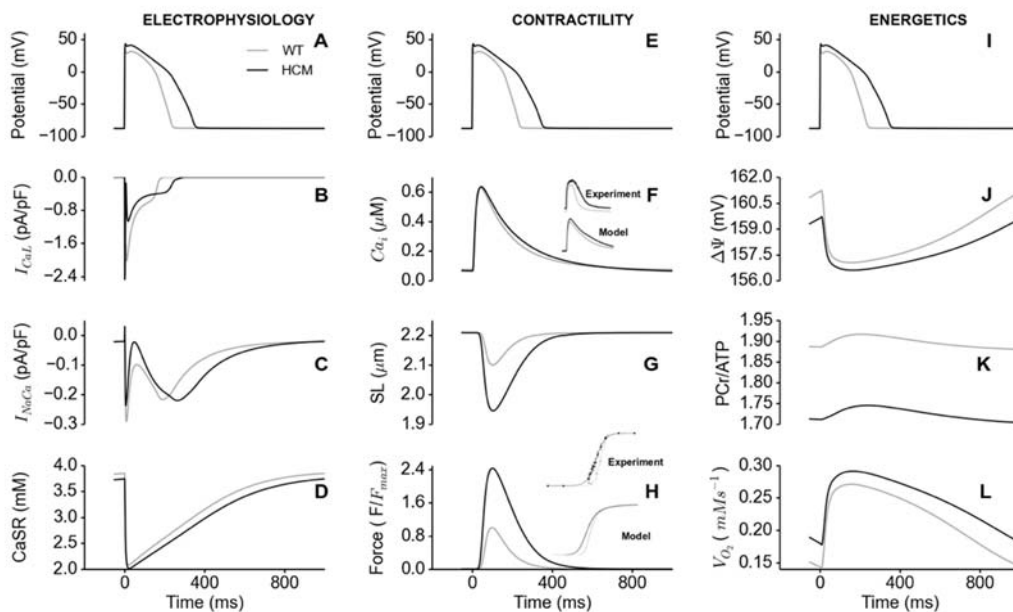 ELECTROPHYSIOLOGY
CONTRACTILITY
ENERGETICS
A
WT
HCM
Potential (mV)
50
0
−50
−100
E
Potential (mV)
50
0
−50
−100
I
Potential (mV)
50
0
−50
−100
B
I_CaL (pA/pF)
0.0
−0.8
−1.6
−2.4
F
Experiment
Model
Ca_i (μM)
0.6
0.4
0.2
0.0
J
ΔΨ (mV)
162.0
160.5
159.0
157.5
156.0
C
I_NaCa (pA/pF)
0.0
−0.1
−0.2
−0.3
G
SL (μm)
2.2
2.1
2.0
1.9
K
PCr/ATP
1.95
1.90
1.85
1.80
1.75
1.70
D
CaSR (mM)
4.0
3.5
3.0
2.5
2.0
0
400
800
Time (ms)
H
Experiment
Model
Force ( F/F_max)
2.4
1.6
0.8
0.0
0
400
800
Time (ms)
L
V_O2 ( mMs⁻¹)
0.30
0.25
0.20
0.15
0
400
800
Time (ms)